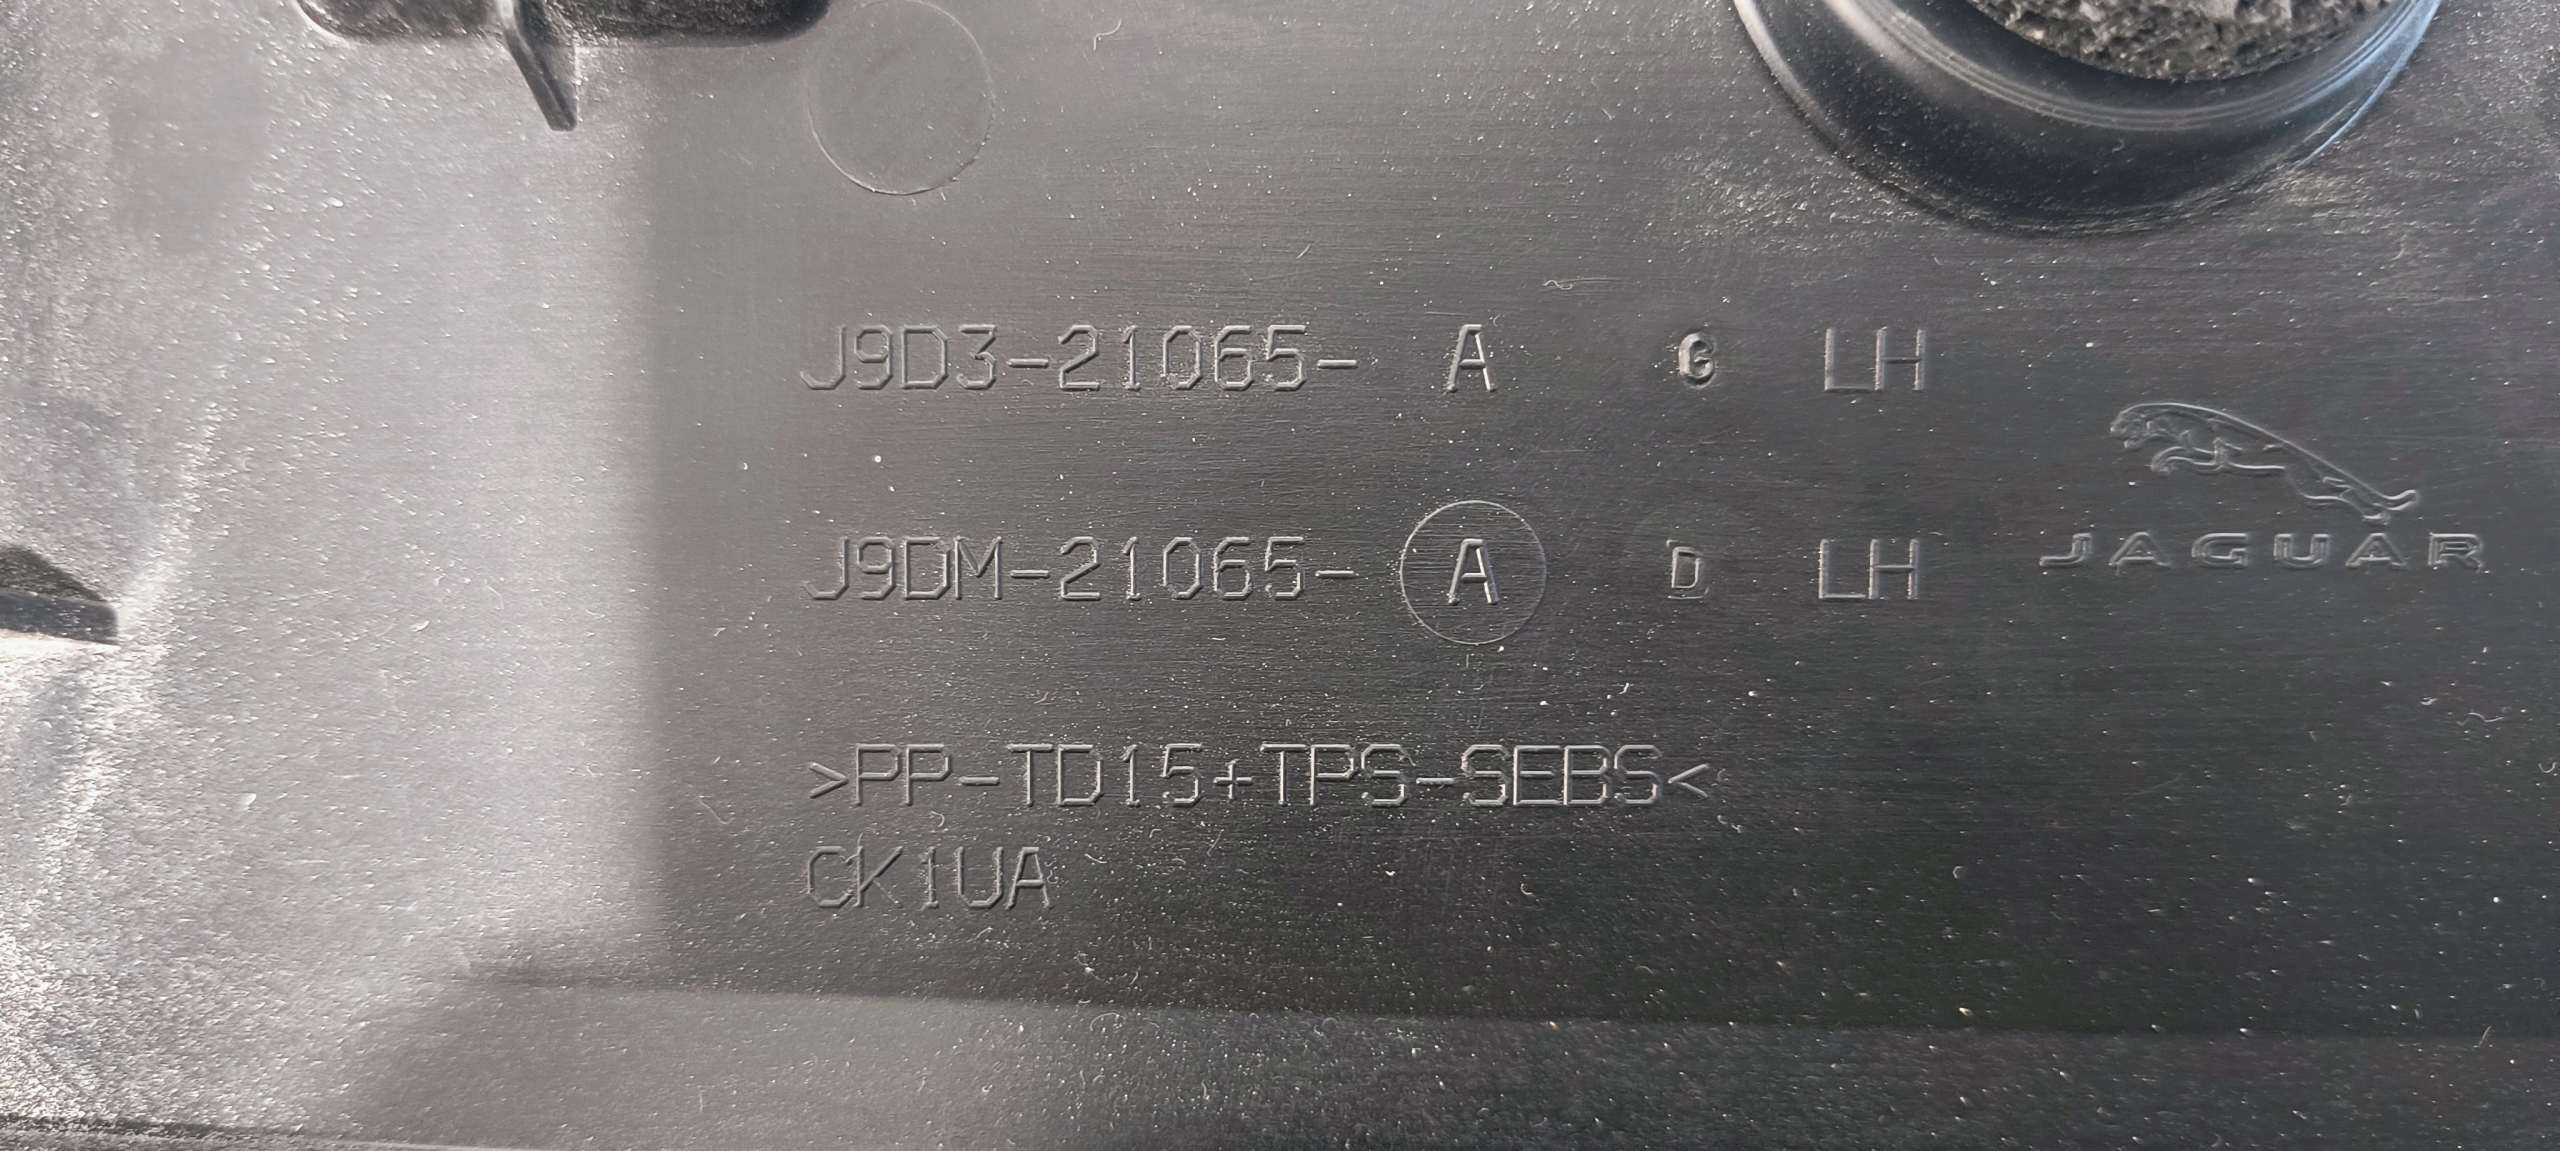 J9D3-21065- A G LH
J9DM-21065- A D LH
JAGUAR
>PP-TD15+TPS-SEBS<
CK1UA